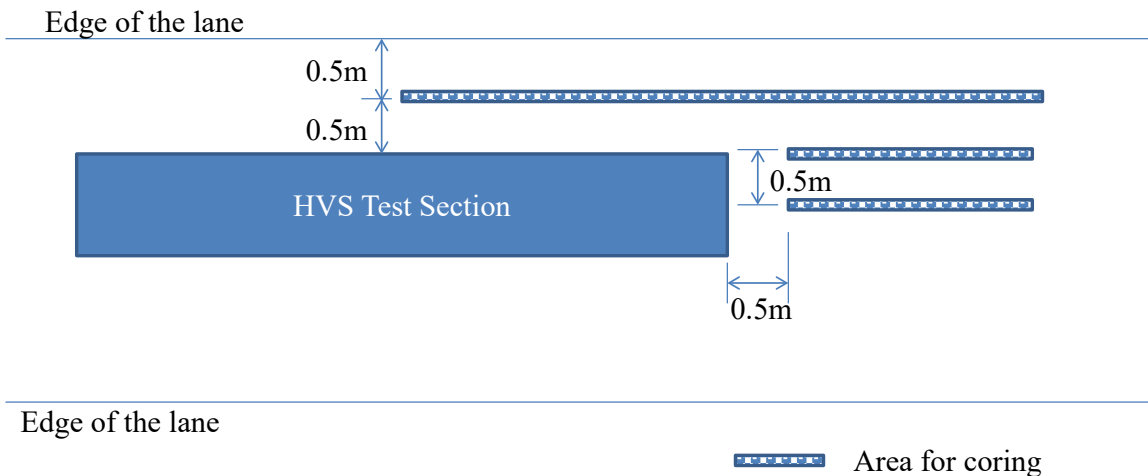 Edge of the lane
0.5m
0.5m
0.5m
HVS Test Section
0.5m
Edge of the lane
Area for coring